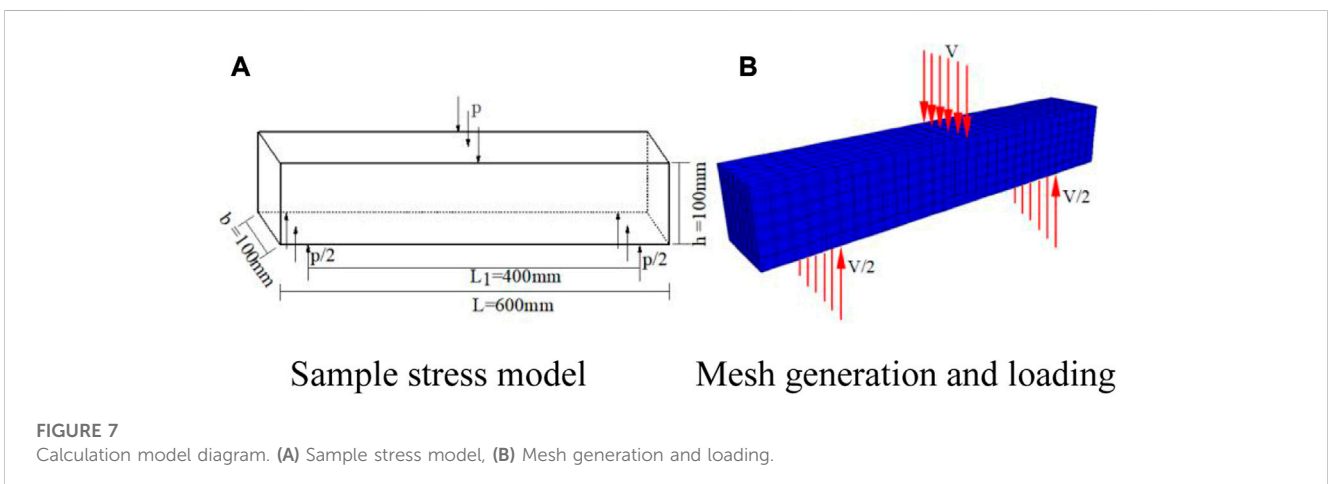 A
B
p
V
b =100mm
h =100mm
p/2
p/2
L1=400mm
L=600mm
V/2
V/2
Sample stress model
Mesh generation and loading
FIGURE 7
Calculation model diagram. (A) Sample stress model, (B) Mesh generation and loading.